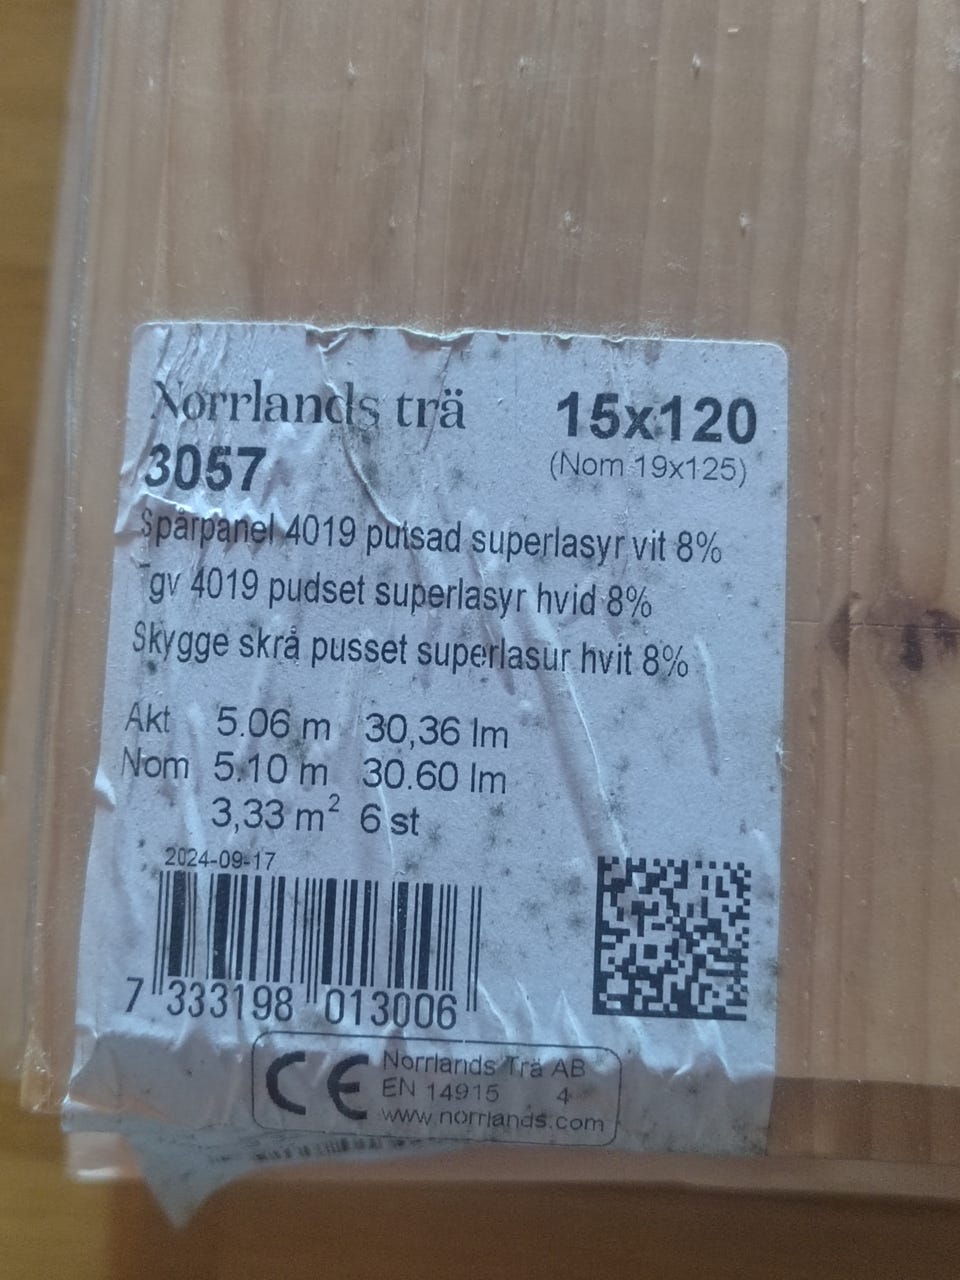 Norrlands trä
15x120
3057
(Nom 19x125)
Spårpanel 4019 putsad superlasyr vit 8%
Tgv 4019 pudset superlasyr hvid 8%
Skygge skrå pusset superlasur hvit 8%
Akt 5.06 m 30,36 lm
Nom 5.10 m 30.60 lm
3,33 m² 6 st
2024-09-17
7 333198 013006
CE
Norrlands Trä AB
EN 14915 4
www.norrlands.com